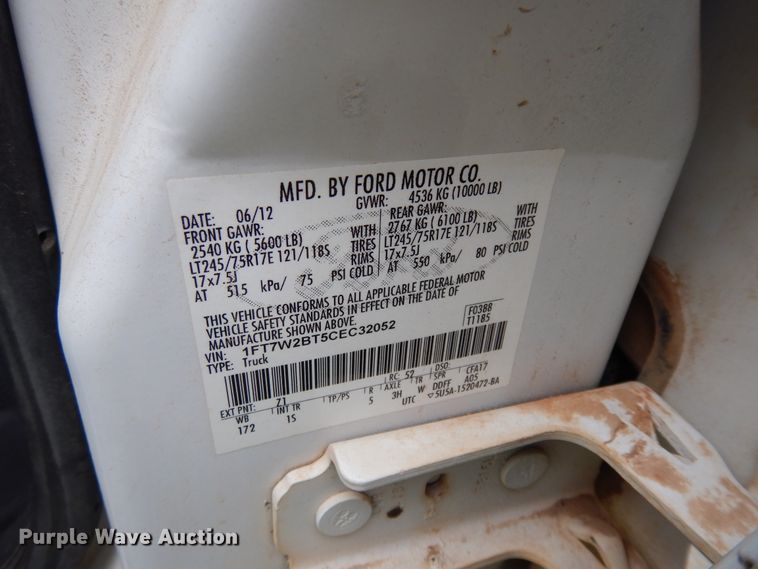 MFD. BY FORD MOTOR CO.
DATE: 06/12 GVWR: 4536 KG (10000 LB)
FRONT GAWR: REAR GAWR: WITH
2540 KG ( 5600 LB) WITH 2767 KG ( 6100 LB) TIRES
LT245/75R17E 121/118S TIRES LT245/75R17E 121/118S RIMS
17x7.5J RIMS 17x7.5J
AT 515 kPa/ 75 PSI COLD AT 550 kPa/ 80 PSI COLD
THIS VEHICLE CONFORMS TO ALL APPLICABLE FEDERAL MOTOR
VEHICLE SAFETY STANDARDS IN EFFECT ON THE DATE OF
MANUFACTURE SHOWN ABOVE. F03BB
VIN: 1FT7W2BT5CEC32052 T1185
TYPE: Truck
RC: 52 DSO:
EXT PNT: Z1 R AXLE TR SPR CFA17
WB INT TR TP/PS 5 3H W DDFF A05
172 1S UTC ▽5U5A-1520472-BA
Purple Wave Auction